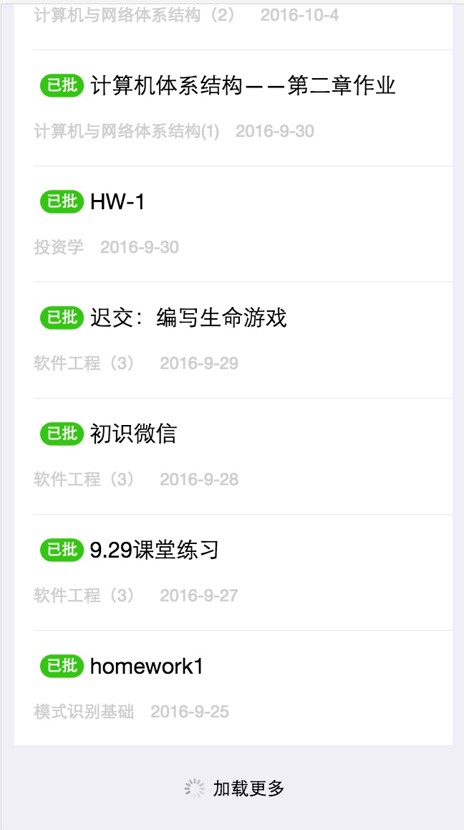 计算机与网络体系结构（2） 2016-10-4
已批 计算机体系结构——第二章作业
计算机与网络体系结构(1) 2016-9-30
已批 HW-1
投资学 2016-9-30
已批 迟交：编写生命游戏
软件工程（3） 2016-9-29
已批 初识微信
软件工程（3） 2016-9-28
已批 9.29课堂练习
软件工程（3） 2016-9-27
已批 homework1
模式识别基础 2016-9-25
加载更多